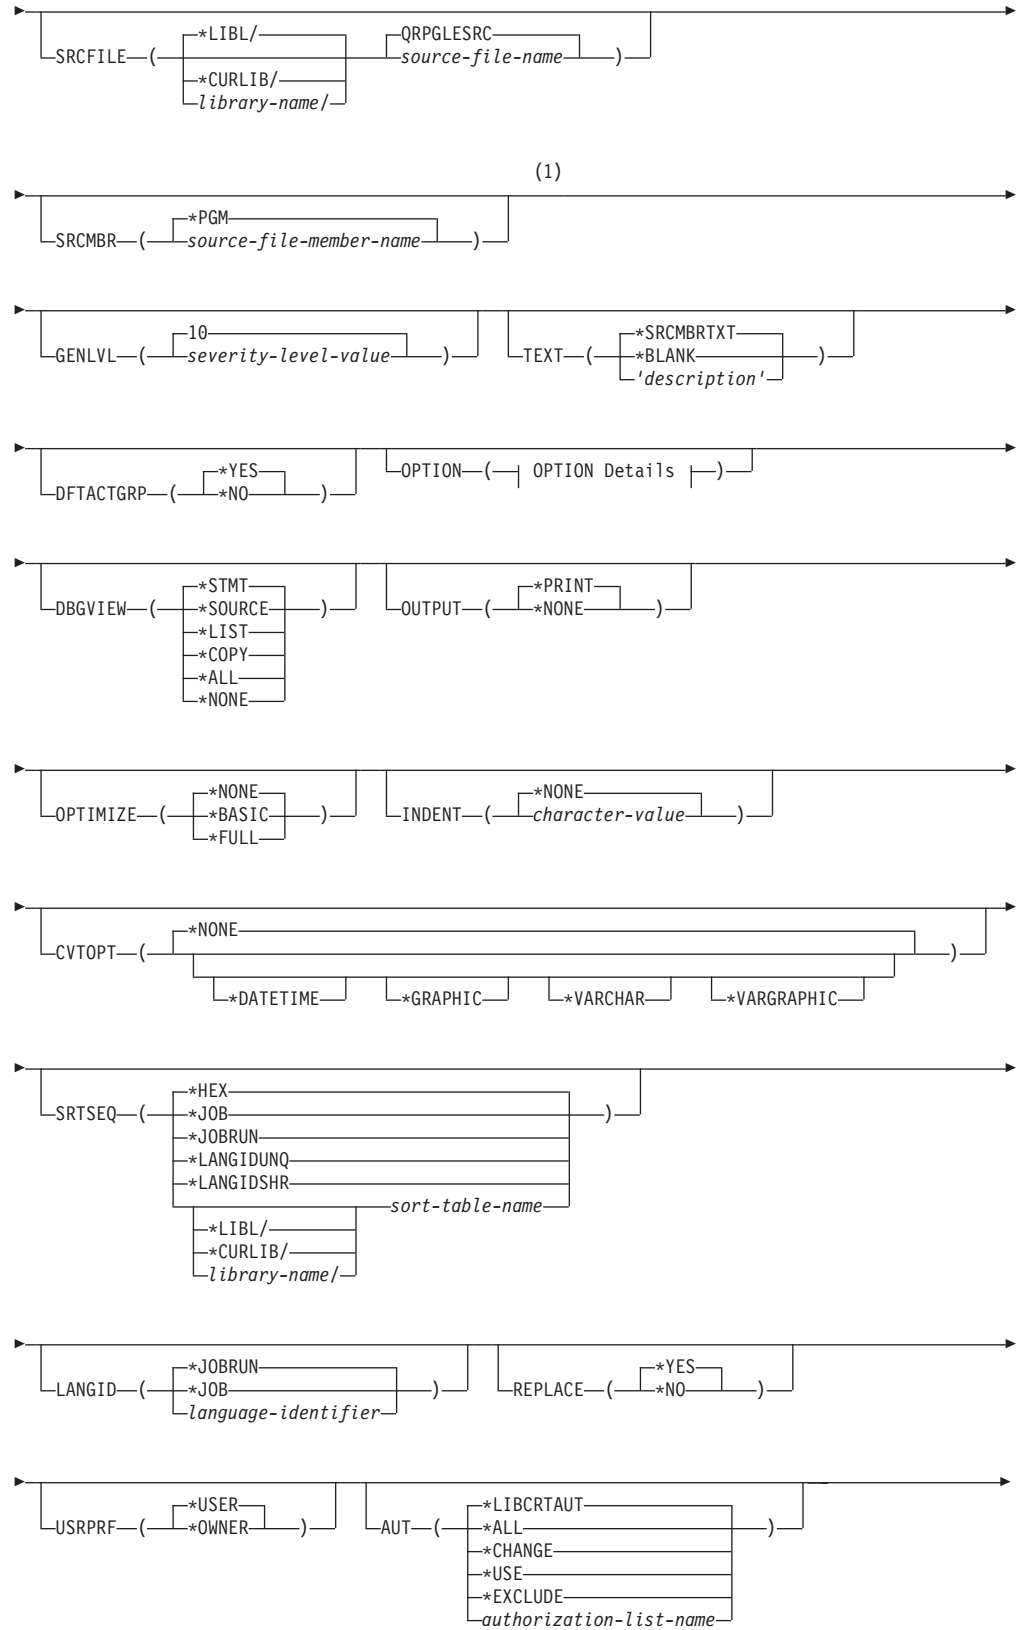 *LIBL/ QRPGLESRC
SRCFILE ( source-file-name )
*CURLIB/
library-name/
(1)
*PGM
SRCMBR ( source-file-member-name )
10 *SRCMBRTXT
GENLVL ( severity-level-value ) TEXT ( *BLANK )
'description'
*YES OPTION ( OPTION Details )
DFTACTGRP ( *NO )
*STMT *PRINT
DBGVIEW ( *SOURCE ) OUTPUT ( *NONE )
*LIST
*COPY
*ALL
*NONE
*NONE *NONE
OPTIMIZE ( *BASIC ) INDENT ( character-value )
*FULL
*NONE
CVTOPT ( )
*DATETIME *GRAPHIC *VARCHAR *VARGRAPHIC
*HEX
SRTSEQ ( *JOB )
*JOBRUN
*LANGIDUNQ
*LANGIDSHR
sort-table-name
*LIBL/
*CURLIB/
library-name/
*JOBRUN *YES
LANGID ( *JOB ) REPLACE ( *NO )
language-identifier
*USER *LIBCRTAUT
USRPRF ( *OWNER ) AUT ( *ALL )
*CHANGE
*USE
*EXCLUDE
authorization-list-name